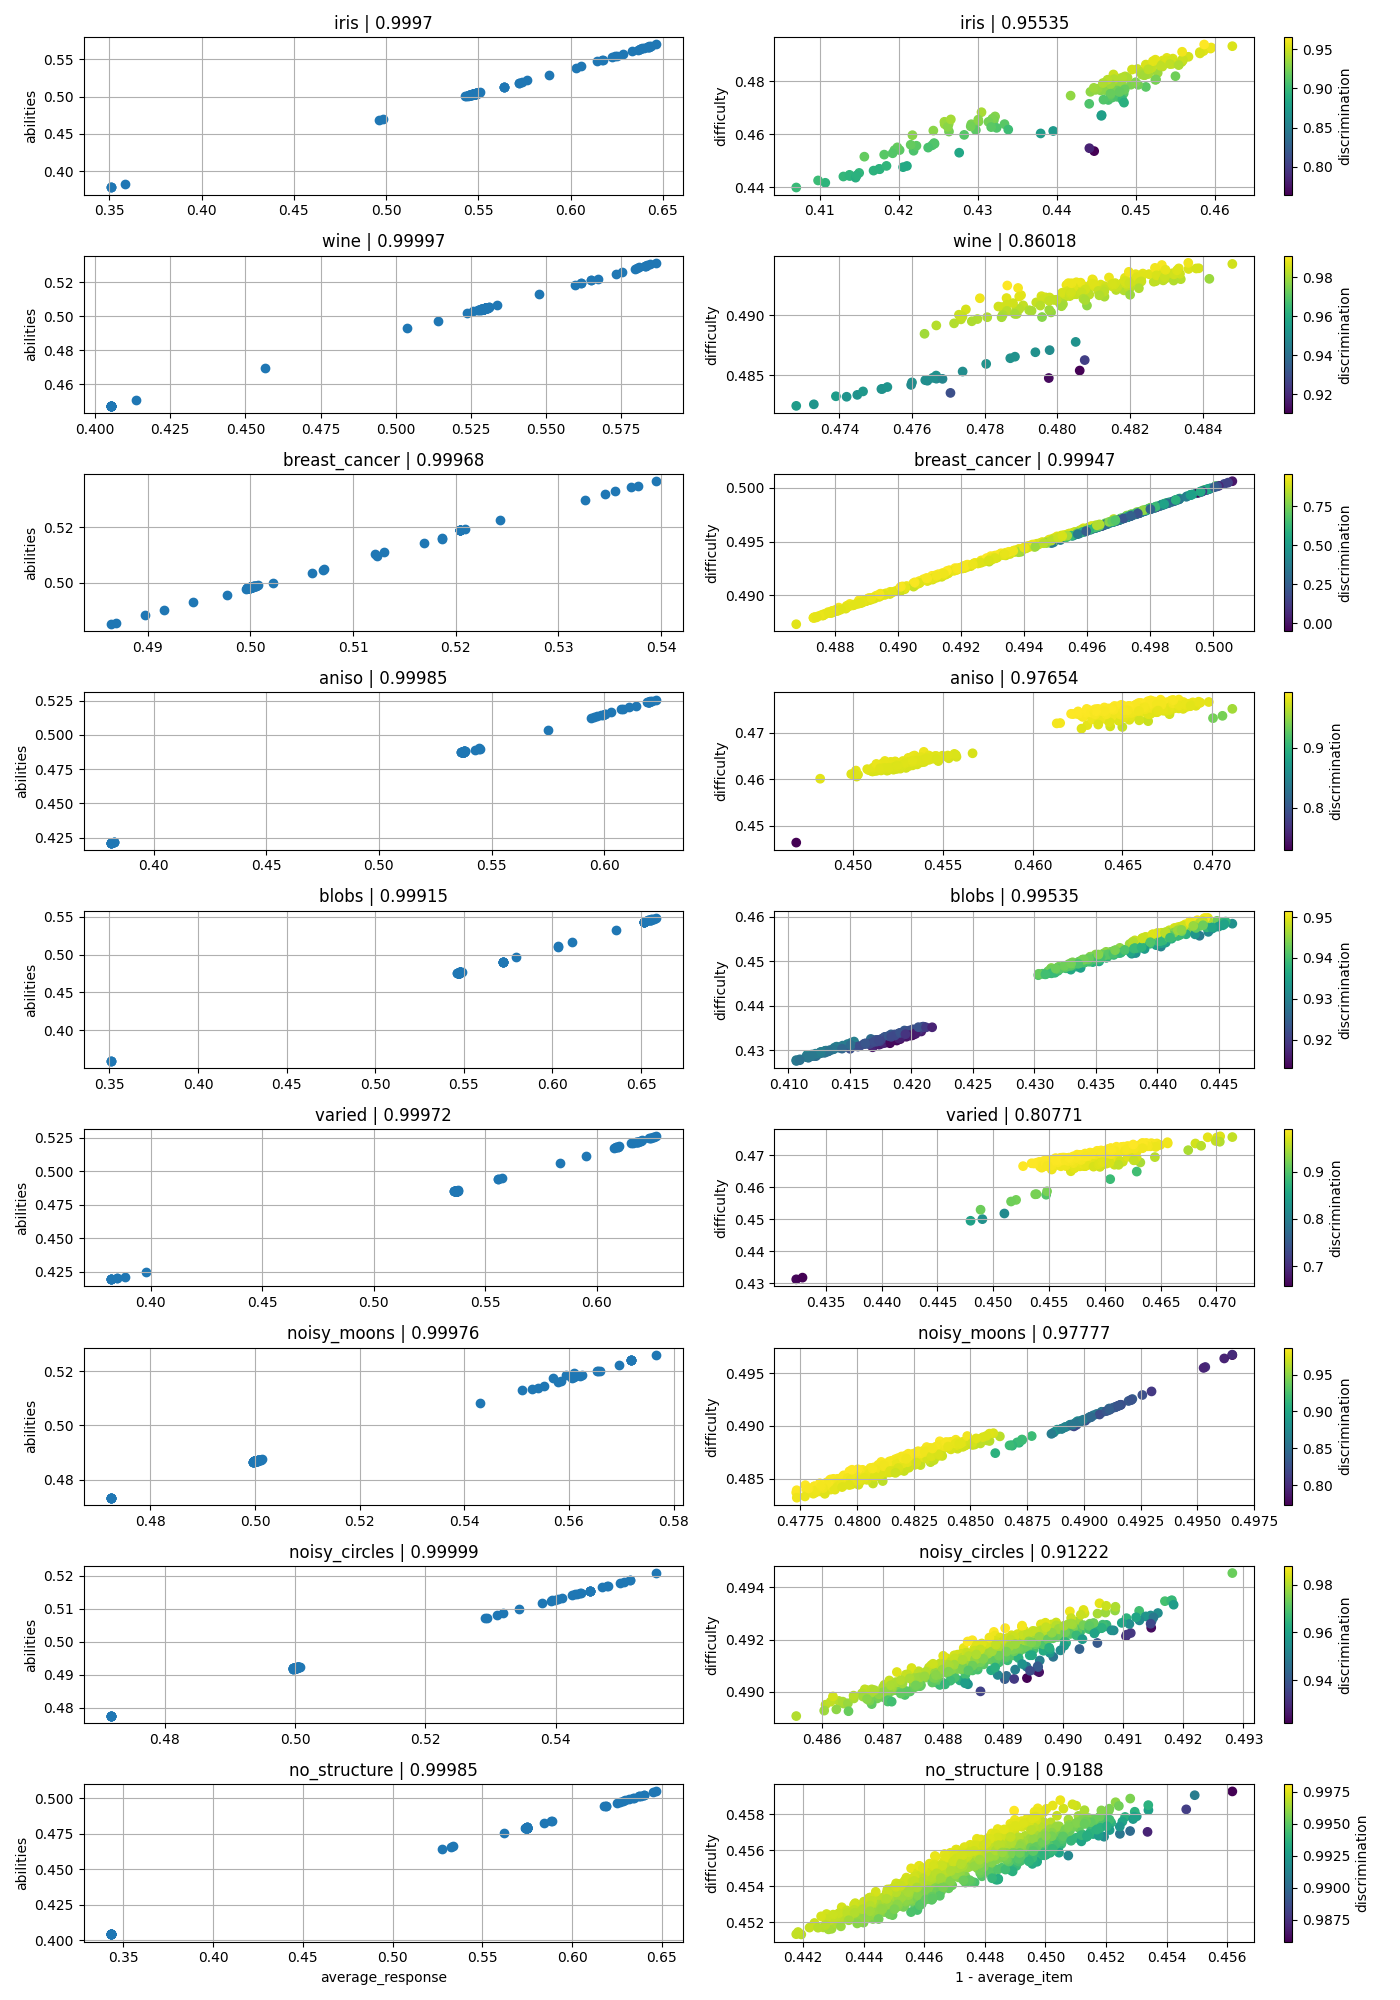 iris | 0.9997
abilities
0.55
0.50
0.45
0.40
0.35 0.40 0.45 0.50 0.55 0.60 0.65
iris | 0.95535
difficulty
0.48
0.46
0.44
0.41 0.42 0.43 0.44 0.45 0.46
0.95
0.90
0.85
0.80
discrimination
wine | 0.99997
abilities
0.52
0.50
0.48
0.46
0.400 0.425 0.450 0.475 0.500 0.525 0.550 0.575
wine | 0.86018
difficulty
0.490
0.485
0.474 0.476 0.478 0.480 0.482 0.484
0.98
0.96
0.94
0.92
discrimination
breast_cancer | 0.99968
abilities
0.52
0.50
0.49 0.50 0.51 0.52 0.53 0.54
breast_cancer | 0.99947
difficulty
0.500
0.495
0.490
0.488 0.490 0.492 0.494 0.496 0.498 0.500
0.75
0.50
0.25
0.00
discrimination
aniso | 0.99985
abilities
0.525
0.500
0.475
0.450
0.425
0.40 0.45 0.50 0.55 0.60
aniso | 0.97654
difficulty
0.47
0.46
0.45
0.450 0.455 0.460 0.465 0.470
0.9
0.8
discrimination
blobs | 0.99915
abilities
0.55
0.50
0.45
0.40
0.35 0.40 0.45 0.50 0.55 0.60 0.65
blobs | 0.99535
difficulty
0.46
0.45
0.44
0.43
0.410 0.415 0.420 0.425 0.430 0.435 0.440 0.445
0.95
0.94
0.93
0.92
discrimination
varied | 0.99972
abilities
0.525
0.500
0.475
0.450
0.425
0.40 0.45 0.50 0.55 0.60
varied | 0.80771
difficulty
0.47
0.46
0.45
0.44
0.43
0.435 0.440 0.445 0.450 0.455 0.460 0.465 0.470
0.9
0.8
0.7
discrimination
noisy_moons | 0.99976
abilities
0.52
0.50
0.48
0.48 0.50 0.52 0.54 0.56 0.58
noisy_moons | 0.97777
difficulty
0.495
0.490
0.485
0.4775 0.4800 0.4825 0.4850 0.4875 0.4900 0.4925 0.4950 0.4975
0.95
0.90
0.85
0.80
discrimination
noisy_circles | 0.99999
abilities
0.52
0.51
0.50
0.49
0.48
0.48 0.50 0.52 0.54
noisy_circles | 0.91222
difficulty
0.494
0.492
0.490
0.486 0.487 0.488 0.489 0.490 0.491 0.492 0.493
0.98
0.96
0.94
discrimination
no_structure | 0.99985
abilities
0.500
0.475
0.450
0.425
0.400
0.35 0.40 0.45 0.50 0.55 0.60 0.65
average_response
no_structure | 0.9188
difficulty
0.458
0.456
0.454
0.452
0.442 0.444 0.446 0.448 0.450 0.452 0.454 0.456
1 - average_item
0.9975
0.9950
0.9925
0.9900
0.9875
discrimination